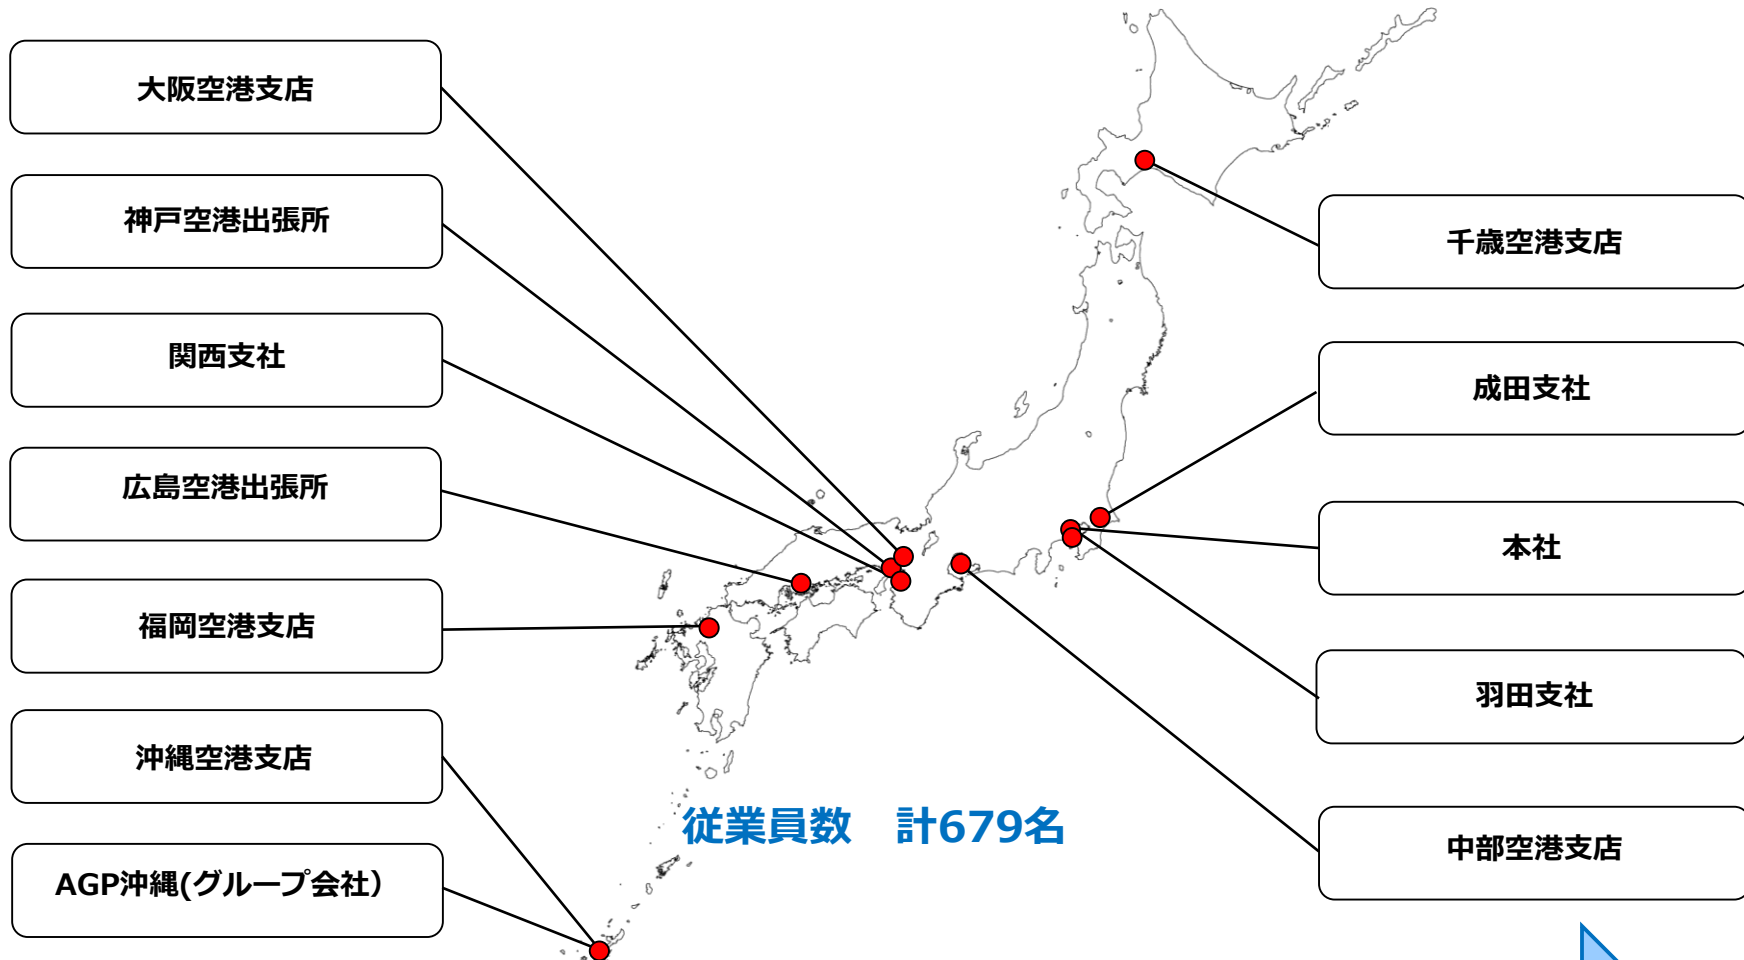 大阪空港支店
神戸空港出張所
関西支社
広島空港出張所
福岡空港支店
沖縄空港支店
AGP沖縄(グループ会社）
千歳空港支店
成田支社
本社
羽田支社
中部空港支店
従業員数　計679名